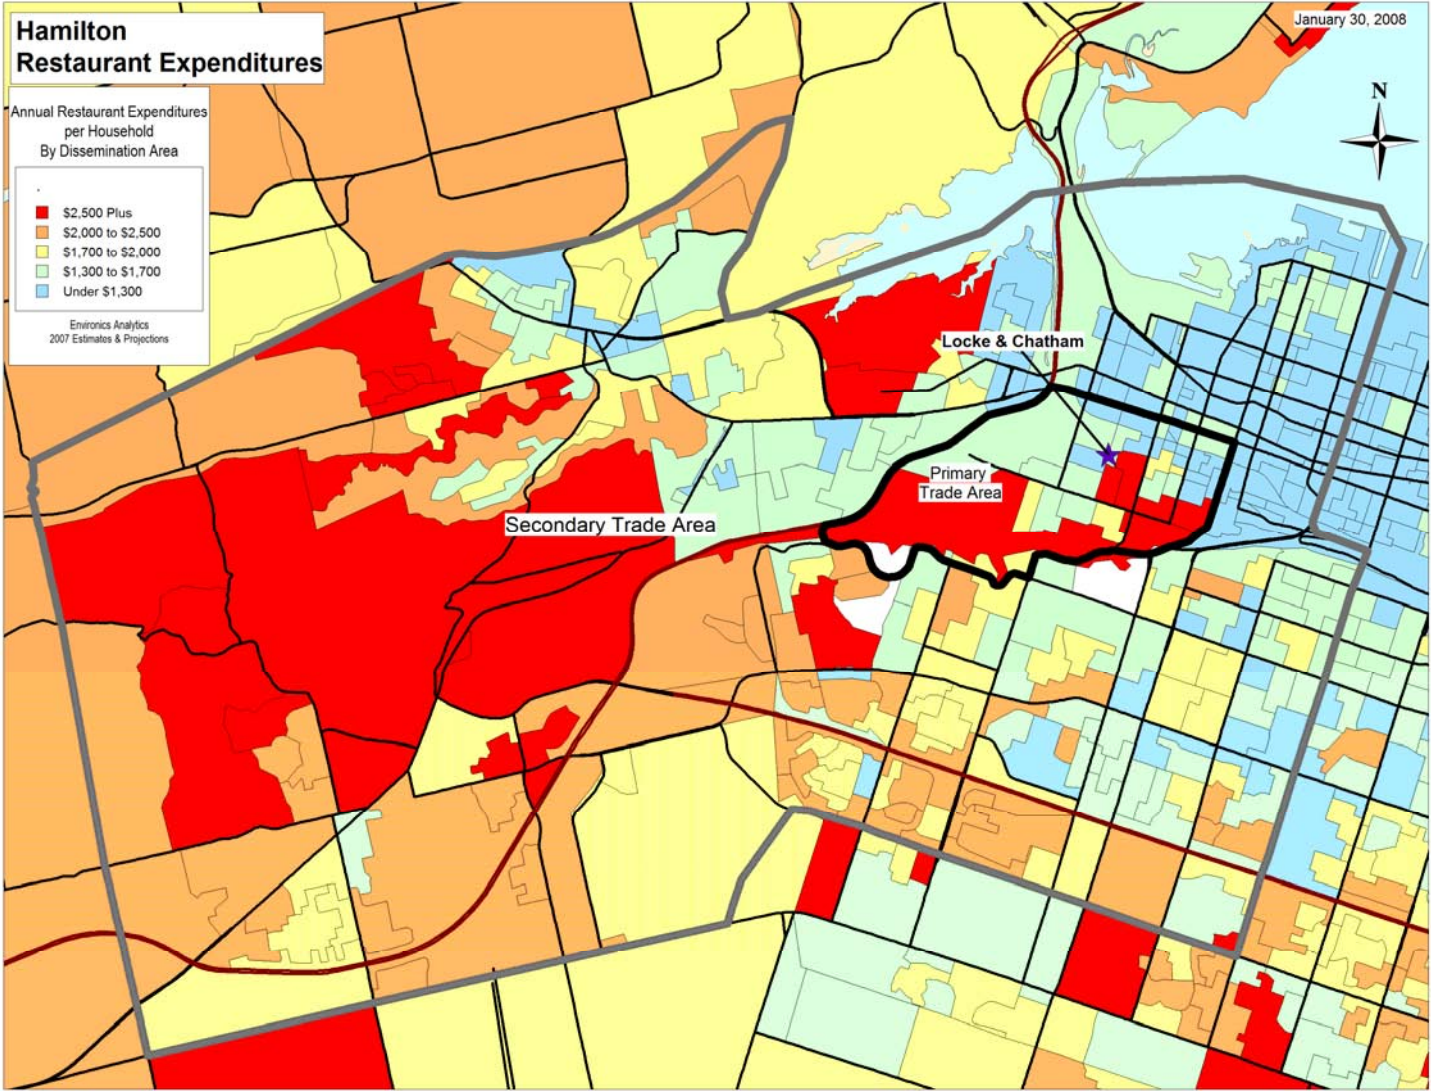 Hamilton
Restaurant Expenditures
January 30, 2008
N
Annual Restaurant Expenditures
per Household
By Dissemination Area
$2,500 Plus
$2,000 to $2,500
$1,700 to $2,000
$1,300 to $1,700
Under $1,300
Environics Analytics
2007 Estimates & Projections
Locke & Chatham
Primary
Trade Area
Secondary Trade Area